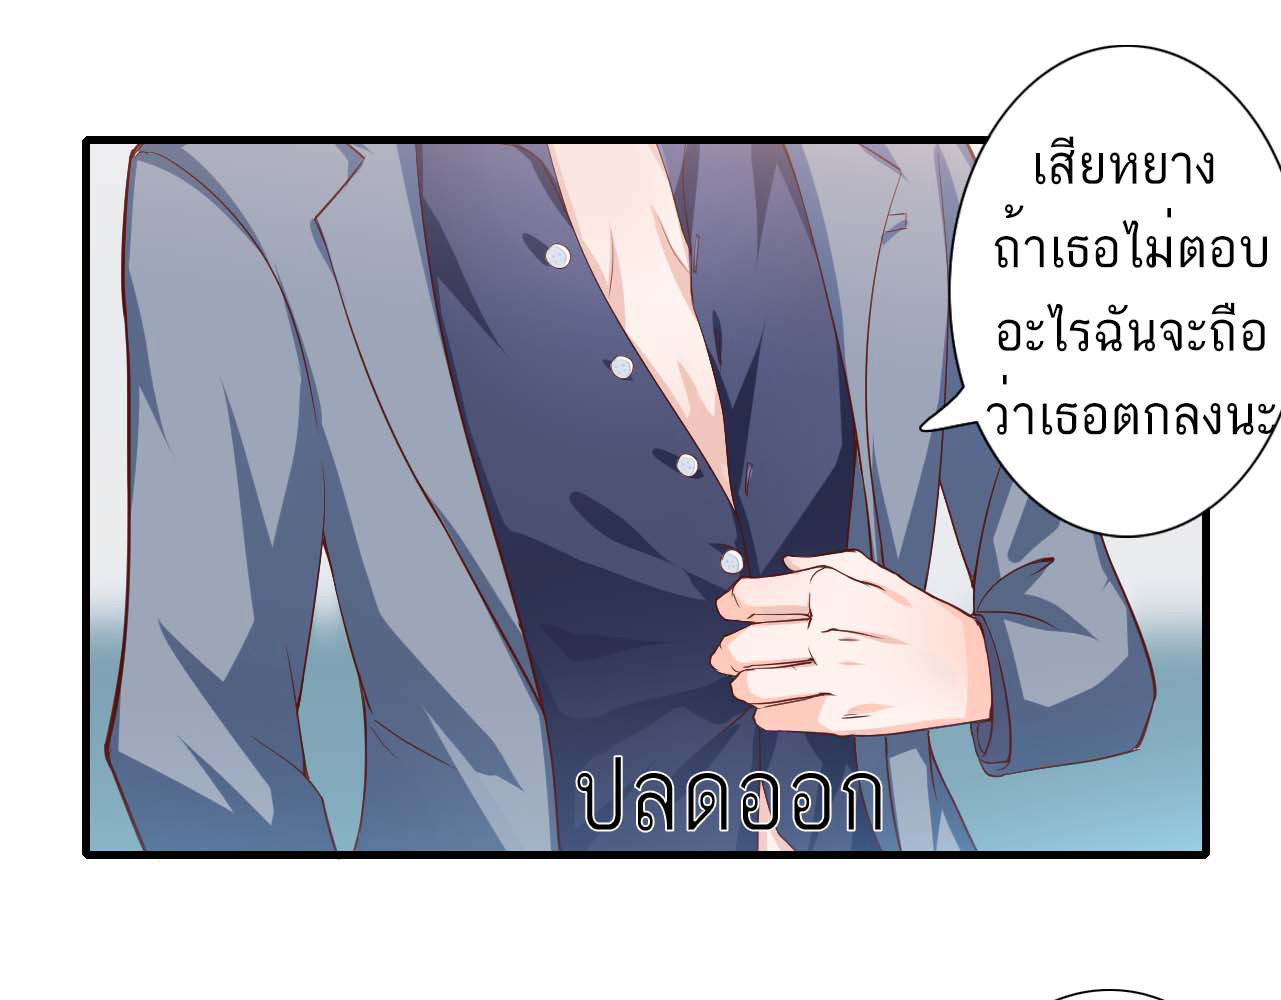 เสียหยาง
ถ้าเธอไม่ตอบ
อะไรฉันจะถือ
ว่าเธอตกลงนะ
ปลดออก